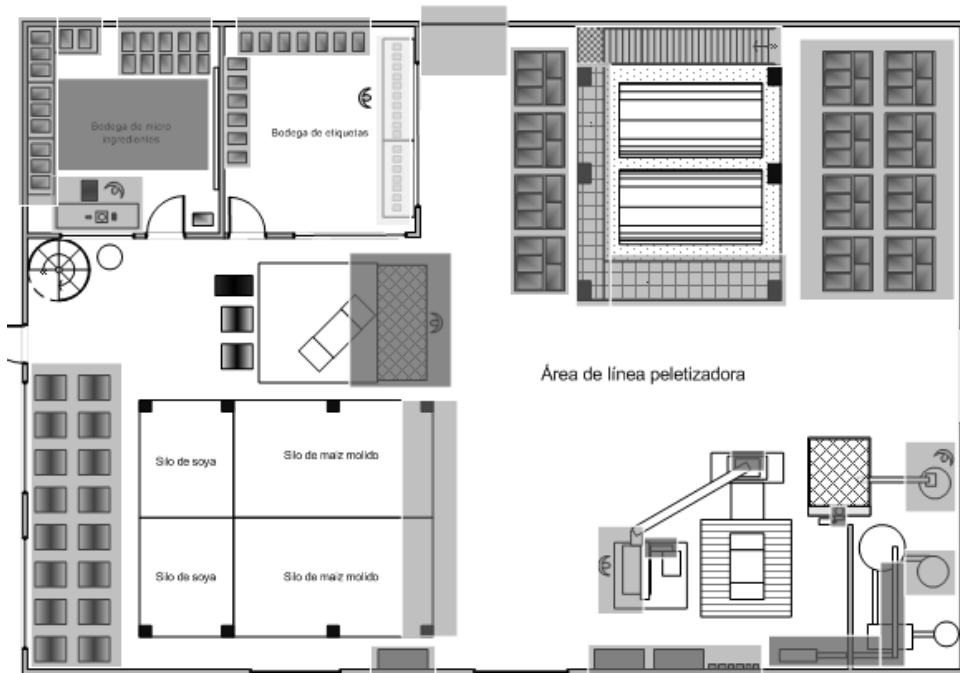 Bodega de micro
ingredientes
Bodega de etiquetas
Área de línea peletizadora
Silo de soya
Silo de maiz molido
Silo de soya
Silo de maiz molido